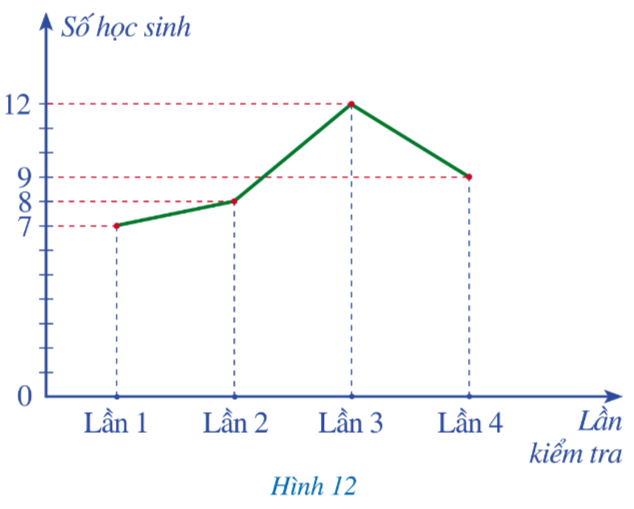 Số học sinh
12
9
8
7
0
Lần 1 Lần 2 Lần 3 Lần 4 Lần
kiểm tra
Hình 12